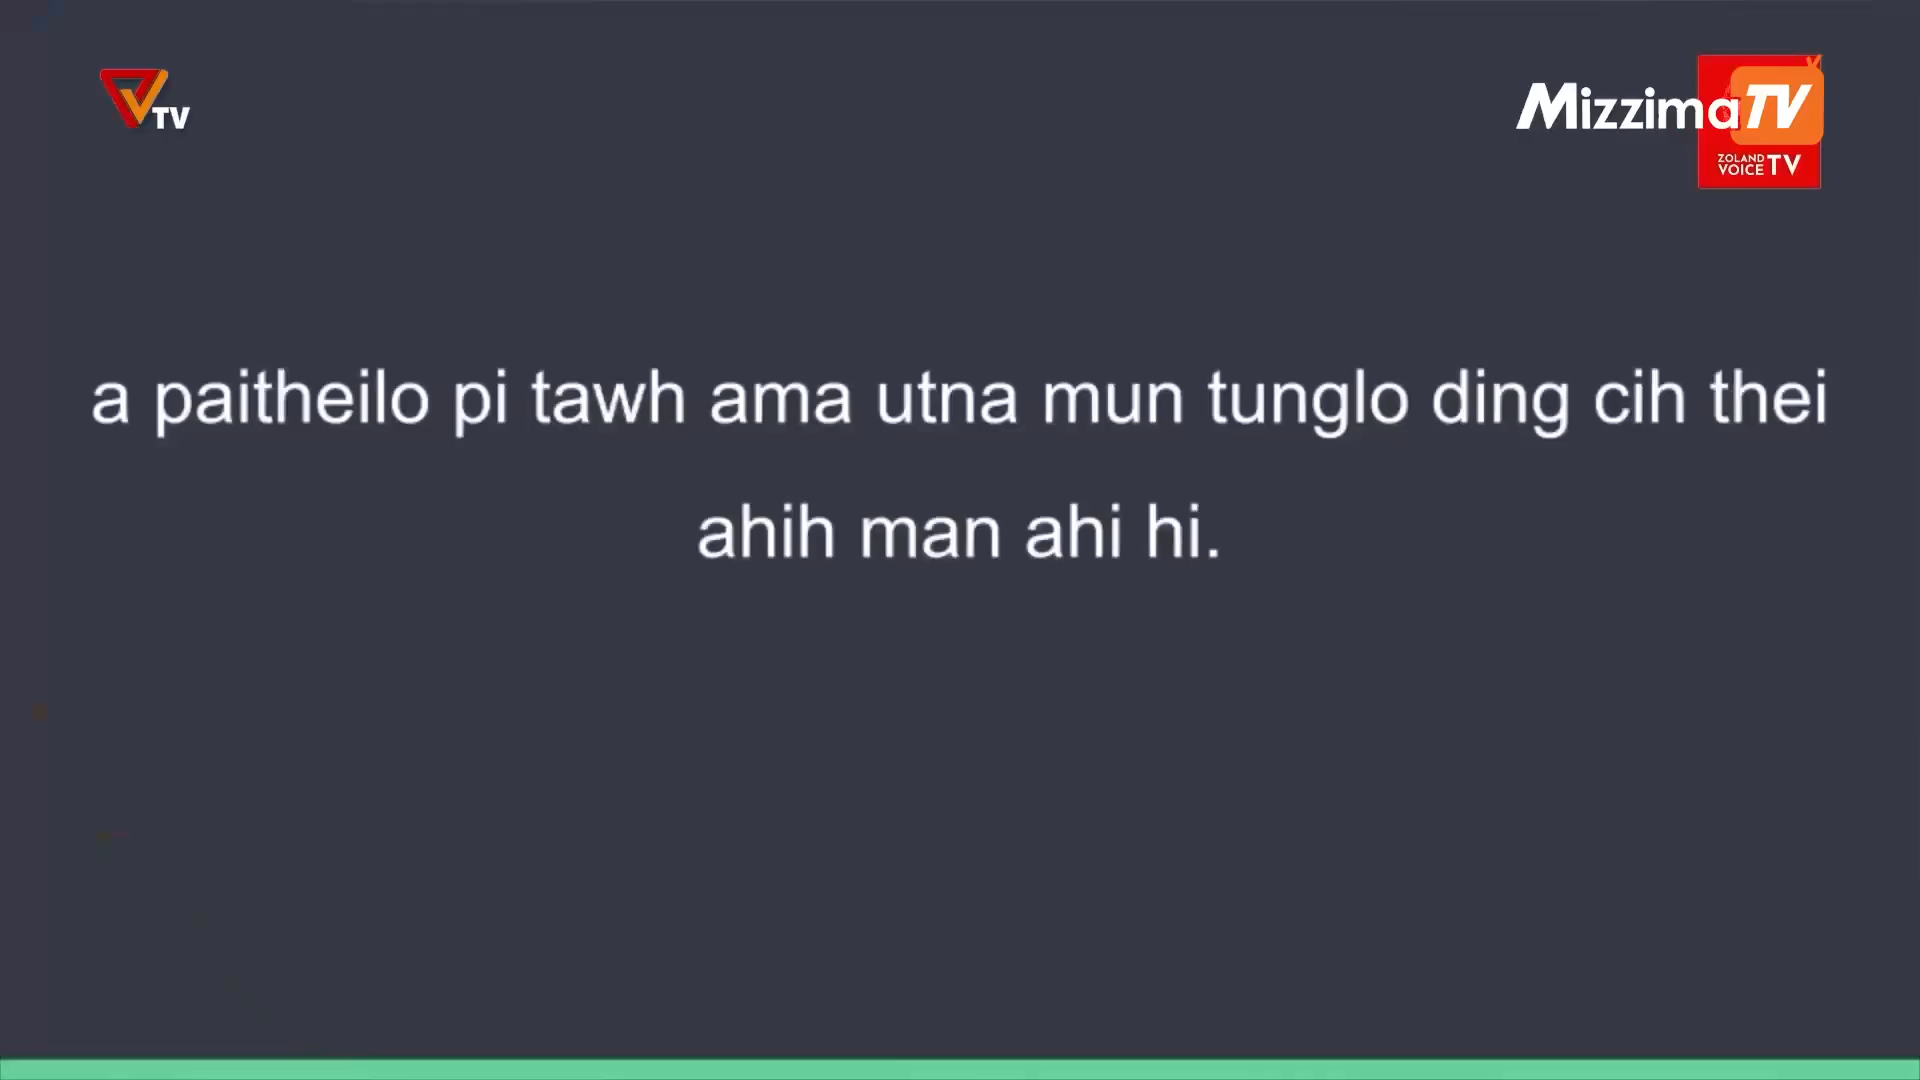 TV
MizzimaTV
ZOLAND
VOICE TV
a paitheilo pi tawh ama utna mun tunglo ding cih thei
ahih man ahi hi.